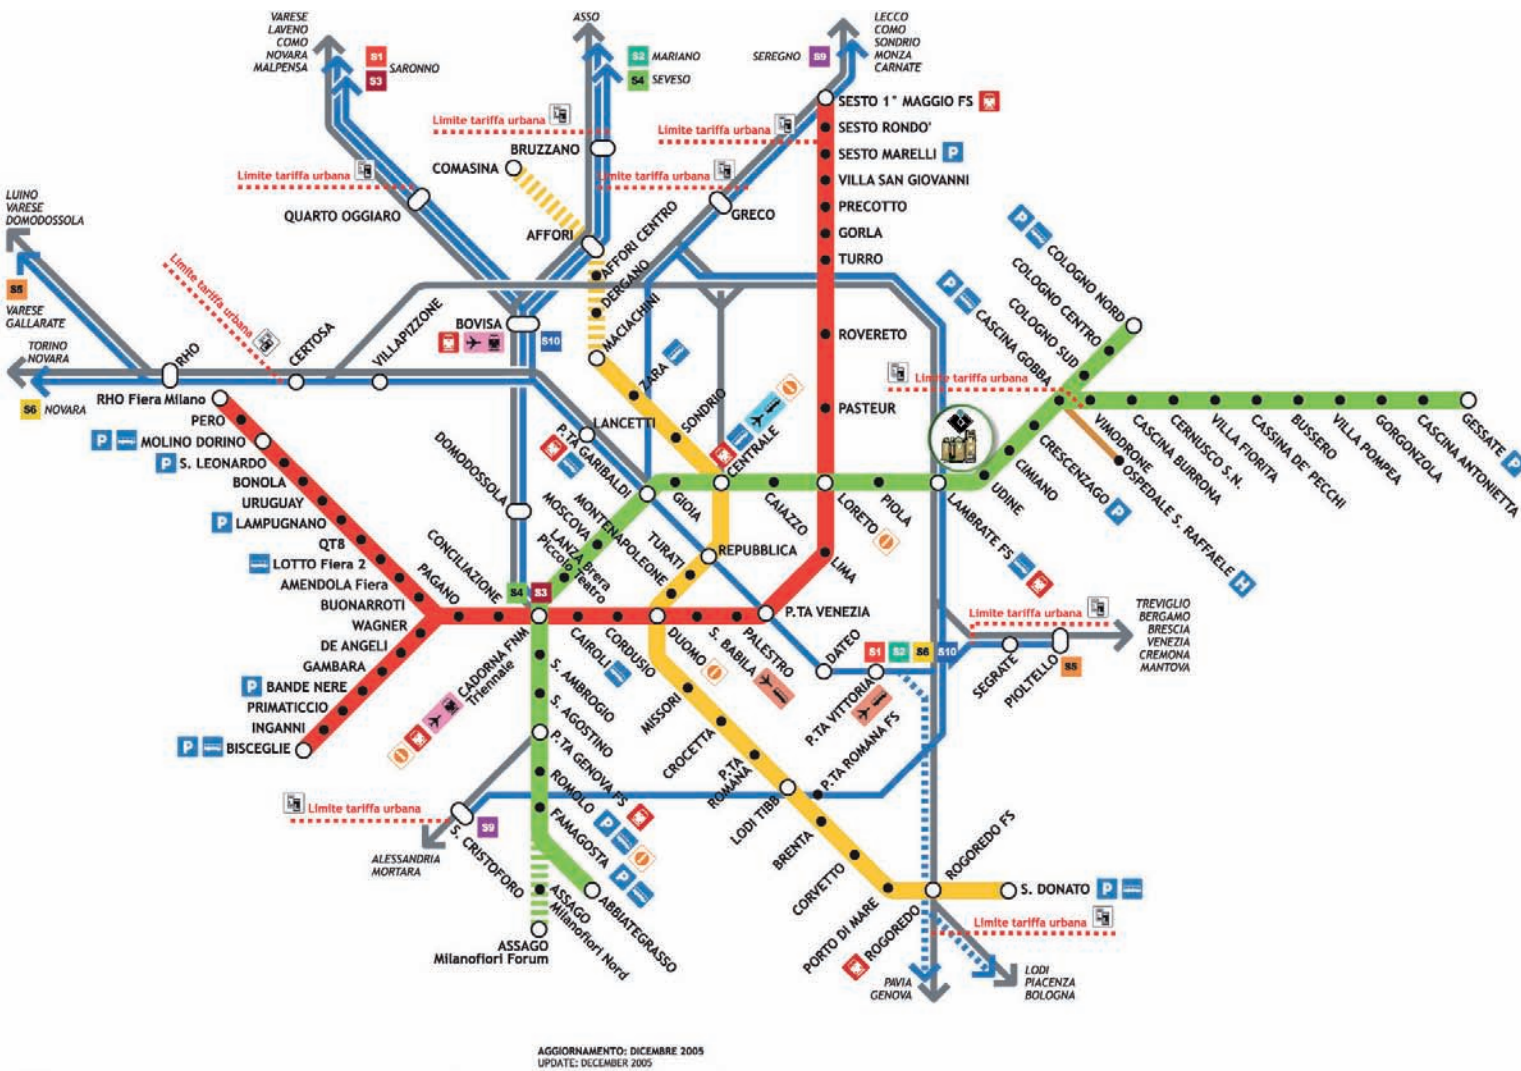 VARESE
LAVENO
COMO
NOVARA
MALPENSA
S1
S3
SARONNO
ASSO
S2 MARIANO
S4 SEVESO
SEREGNO S9
LECCO
COMO
SONDRIO
MONZA
CARNATE
SESTO 1° MAGGIO FS
SESTO RONDO'
SESTO MARELLI P
VILLA SAN GIOVANNI
PRECOTTO
GORLA
TURRO
ROVERETO
PASTEUR
Limite tariffa urbana
Limite tariffa urbana
Limite tariffa urbana
Limite tariffa urbana
BRUZZANO
COMASINA
QUARTO OGGIARO
AFFORI
GRECO
AFFORI CENTRO
DERGANO
MACIACHINI
LUINO
VARESE
DOMODOSSOLA
S5
VARESE
GALLARATE
TORINO
NOVARA
S6 NOVARA
Limite tariffa urbana
RHO
CERTOSA
VILLAPIZZONE
BOVISA
S10
ZARA
SONDRIO
LANCETTI
P.TA GARIBALDI
DMODOSSOLA
CENTRALE
GIOIA
CAIAZZO
LORETO
PIOLA
LAMBRATE FS
UDINE
CIMIANO
CRESCENZAGO P
P CASCINA GOBBA
COLOGNO SUD
COLOGNO CENTRO
P COLOGNO NORD
Limite tariffa urbana
VIMODRONE
CASCINA BURRONA
CERNUSCO S.N.
VILLA FIORITA
CASSINA DE' PECCHI
BUSSERO
VILLA POMPEA
GORGONZOLA
CASCINA ANTONIETTA
GESSATE P
OSPEDALE S. RAFFAELE H
RHO Fiera Milano
PERO
P MOLINO DORINO
P S. LEONARDO
BONOLA
URUGUAY
P LAMPUGNANO
QT8
LOTTO Fiera 2
AMENDOLA Fiera
BUONARROTI
PAGANO
CONCILIAZIONE
WAGNER
DE ANGELI
GAMBARA
P BANDE NERE
PRIMATICCIO
INGANNI
P BISCEGLIE
MOSCOVA
LANZA Brera
Piccolo Teatro
MONTENAPOLEONE
TURATI
REPUBBLICA
LIMA
P.TA VENEZIA
S4
S3
CADORNA FNM
Triennale
CAIROLI
CORDUSIO
DUOMO
S. BABILA
PALESTRO
DATEO
S1
S2
S6
S10
P.TA VITTORIA
P.TA ROMANA FS
Limite tariffa urbana
SEGRATE
PIOLTELLO
S5
TREVIGLIO
BERGAMO
BRESCIA
VENEZIA
CREMONA
MANTOVA
S. AMBROGIO
S. AGOSTINO
P.TA GENOVA FS
ROMOLO P
FAMAGOSTA P
ABBIATEGRASSO
MISSORI
CROCETTA
P.TA
ROMANA
LODI TIBB
BRENTA
CORVETTO
PORTO DI MARE
ROGOREDO
ROGOREDO FS
S. DONATO P
Limite tariffa urbana
Limite tariffa urbana
S9
S. CRISTOFORO
ALESSANDRIA
MORTARA
ASSAGO
Milanofiori Nord
ASSAGO
Milanofiori Forum
PAVIA
GENOVA
LODI
PIACENZA
BOLOGNA
AGGIORNAMENTO: DICEMBRE 2005
UPDATE: DECEMBER 2005